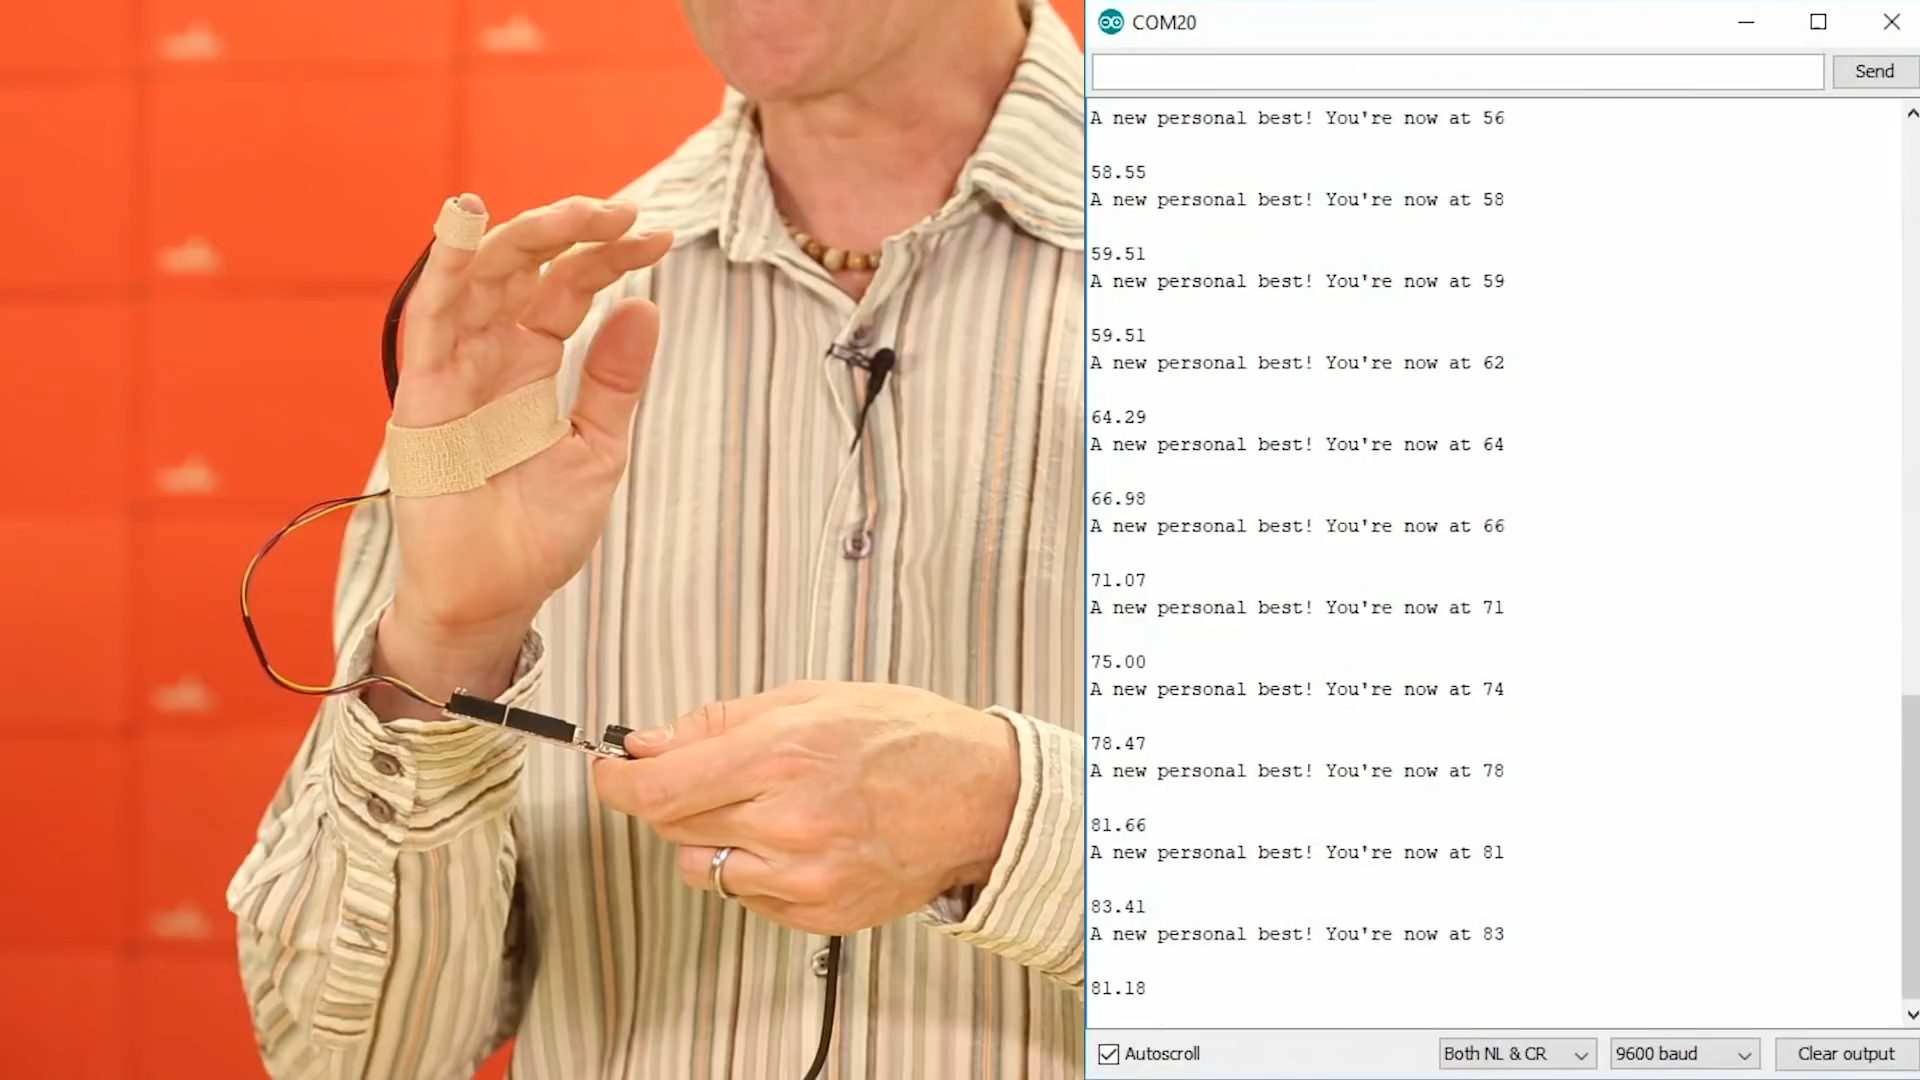 COM20
Send
A new personal best! You're now at 56
58.55
A new personal best! You're now at 58
59.51
A new personal best! You're now at 59
59.51
A new personal best! You're now at 62
64.29
A new personal best! You're now at 64
66.98
A new personal best! You're now at 66
71.07
A new personal best! You're now at 71
75.00
A new personal best! You're now at 74
78.47
A new personal best! You're now at 78
81.66
A new personal best! You're now at 81
83.41
A new personal best! You're now at 83
81.18
Autoscroll
Both NL & CR
9600 baud
Clear output